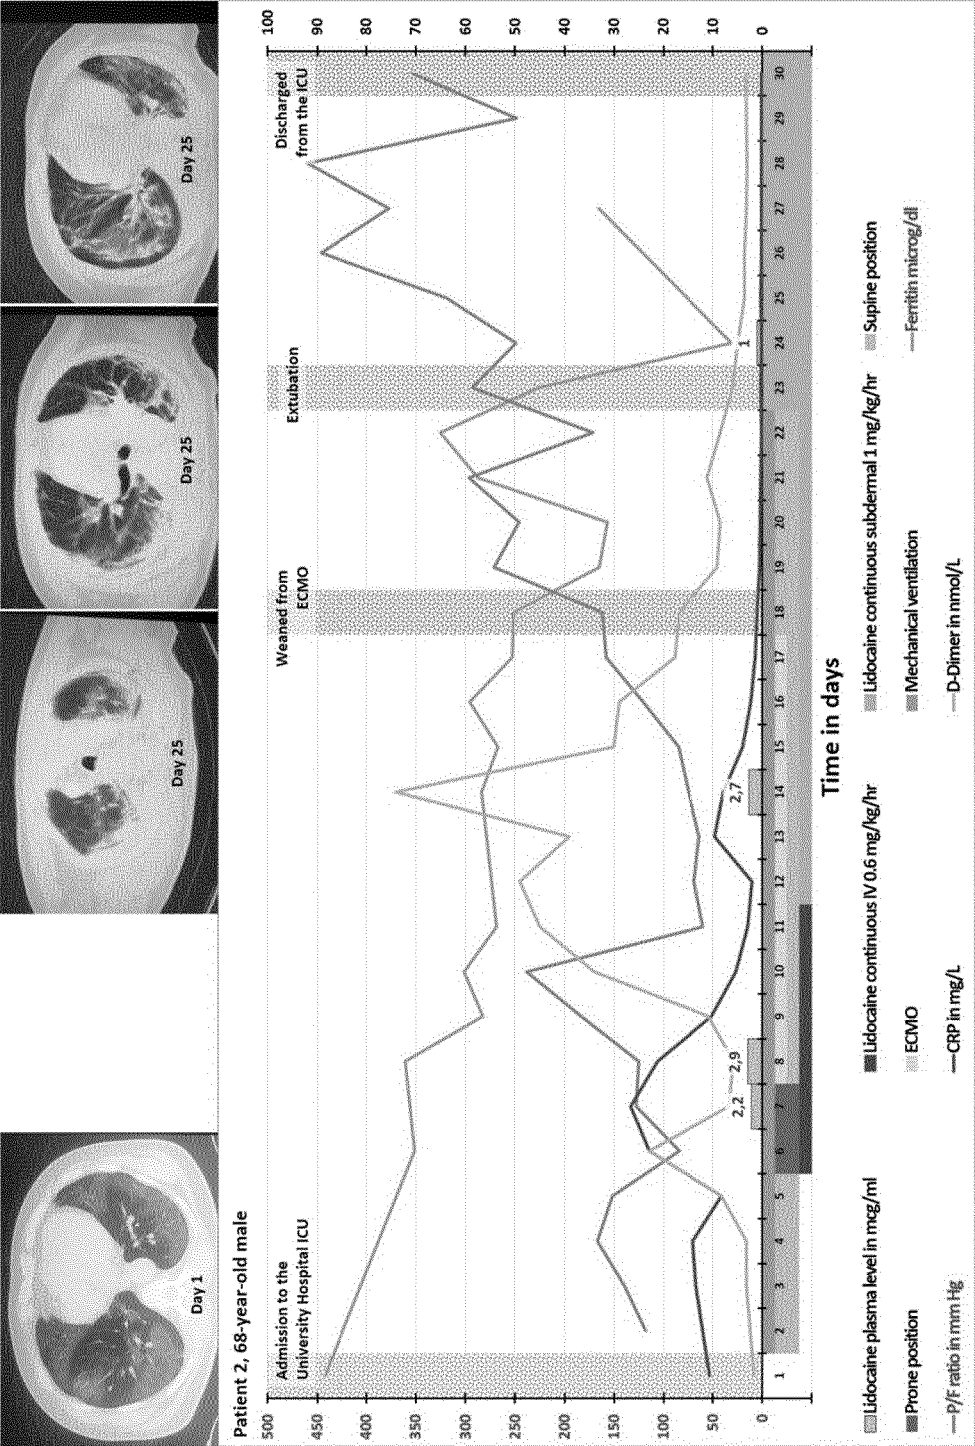 Day 1
Day 25
Day 25
Day 25
Patient 2, 68-year-old male
Admission to the
University Hospital ICU
Weaned from
ECMO
Extubation
Discharged
from the ICU
500
450
400
350
300
250
200
150
100
50
0
100
90
80
70
60
50
40
30
20
10
0
2,2
2,9
2,7
1
1 2 3 4 5 6 7 8 9 10 11 12 13 14 15 16 17 18 19 20 21 22 23 24 25 26 27 28 29 30
Time in days
Lidocaine plasma level in mcg/ml Lidocaine continuous IV 0.6 mg/kg/hr Lidocaine continuous subdermal 1 mg/kg/hr Supine position
Prone position ECMO Mechanical ventilation Ferritin microg/dl
P/F ratio in mm Hg CRP in mg/L D-Dimer in nmol/L